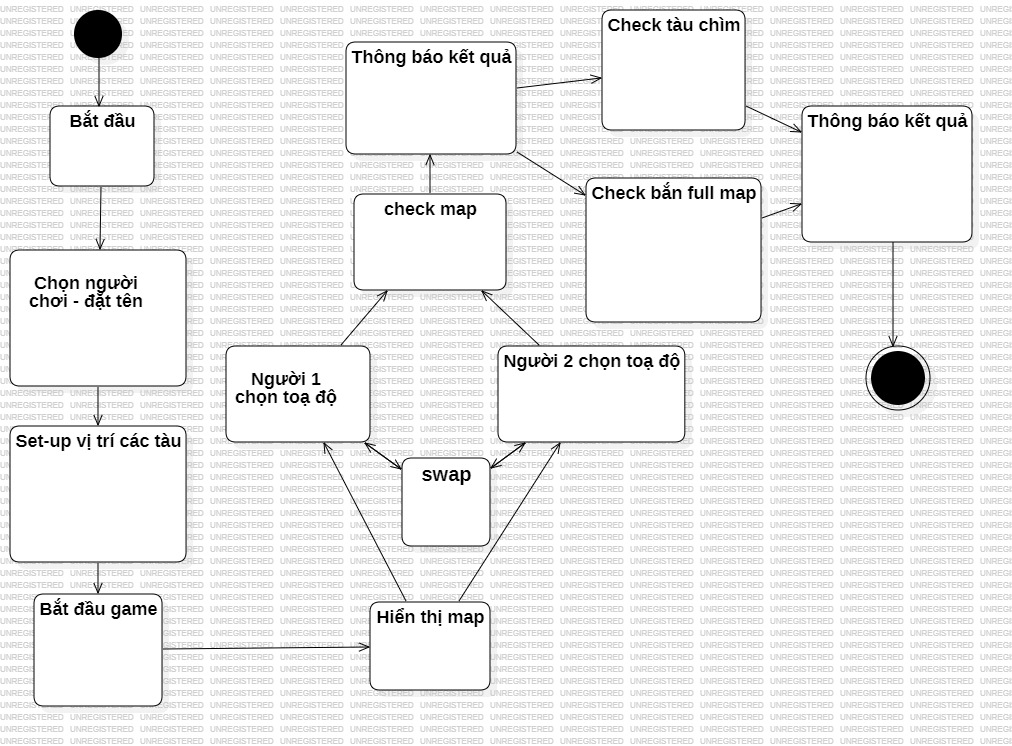 Bắt đầu
Chọn người
chơi - đặt tên
Set-up vị trí các tàu
Bắt đầu game
Hiển thị map
swap
Người 1
chọn toạ độ
Người 2 chọn toạ độ
check map
Thông báo kết quả
Check tàu chìm
Check bắn full map
Thông báo kết quả
UNREGISTERED